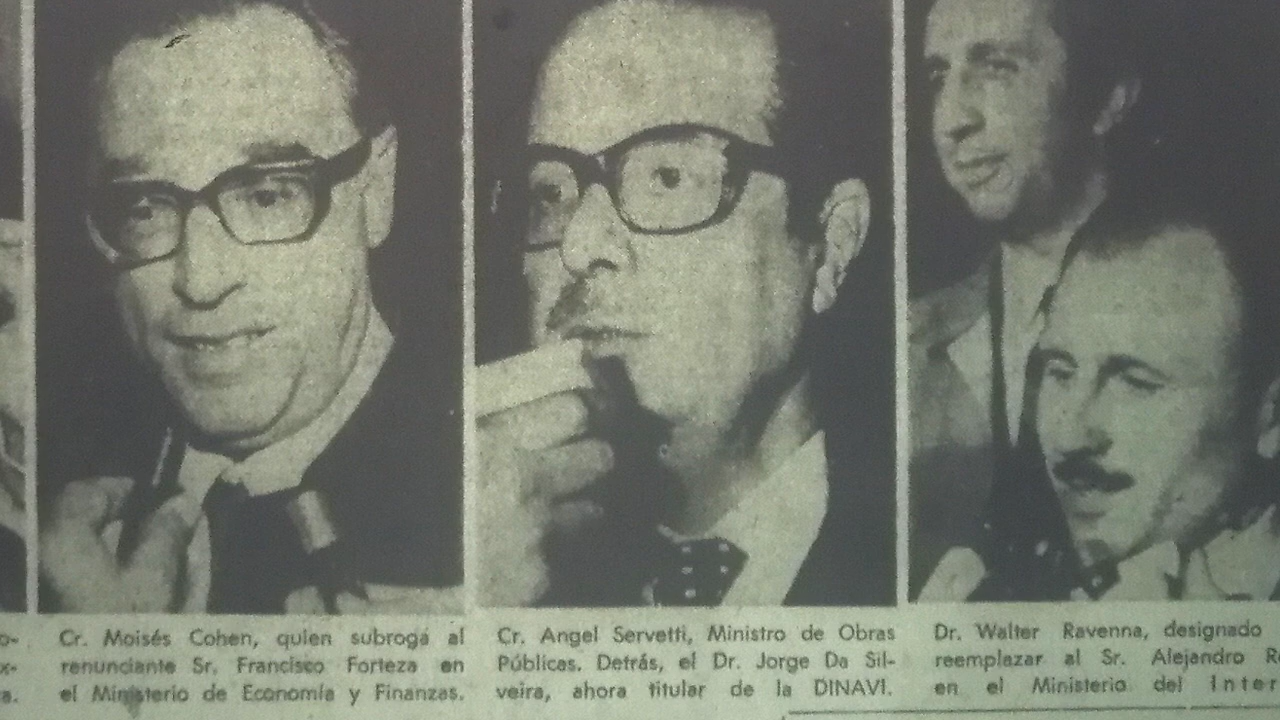 o-
x-
a.
Cr. Moisés Cohen, quien subroga al
renunciante Sr. Francisco Forteza en
el Ministerio de Economía y Finanzas.
Cr. Angel Servetti, Ministro de Obras
Públicas. Detrás, el Dr. Jorge Da Sil-
veira, ahora titular de la DINAVI.
Dr. Walter Ravenna, designado
reemplazar al Sr. Alejandro
en el Ministerio del Inter